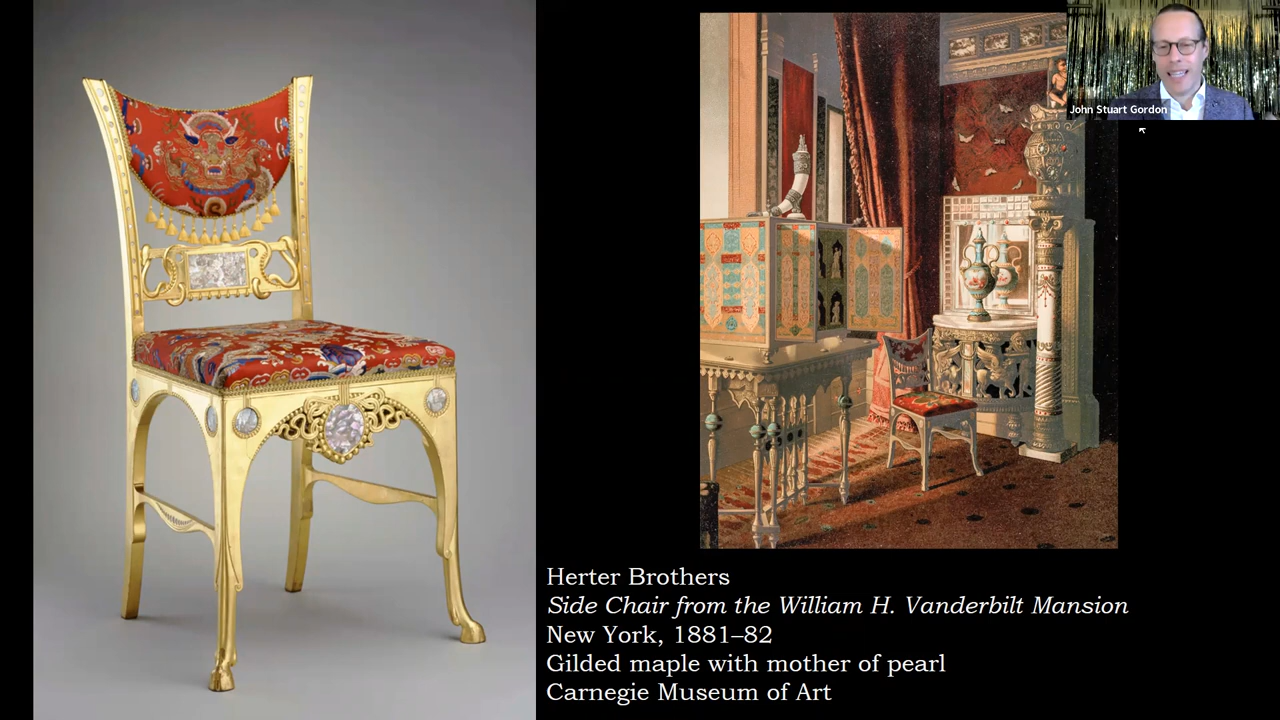 John Stuart Gordon
Herter Brothers
Side Chair from the William H. Vanderbilt Mansion
New York, 1881–82
Gilded maple with mother of pearl
Carnegie Museum of Art